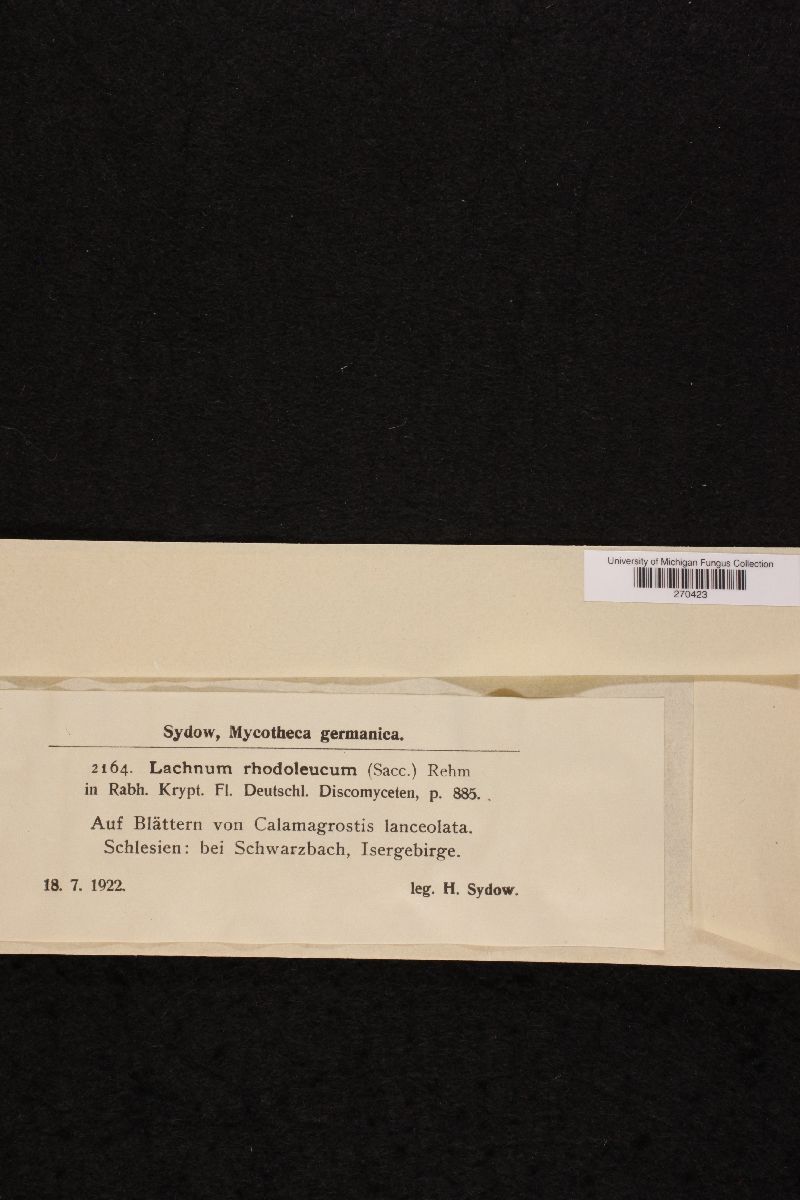 University of Michigan Fungus Collection
270423
Sydow, Mycotheca germanica.
2164. Lachnum rhodoleucum (Sacc.) Rehm
in Rabh. Krypt. Fl. Deutschl. Discomyceten, p. 885.
Auf Blättern von Calamagrostis lanceolata.
Schlesien: bei Schwarzbach, Isergebirge.
18. 7. 1922. leg. H. Sydow.